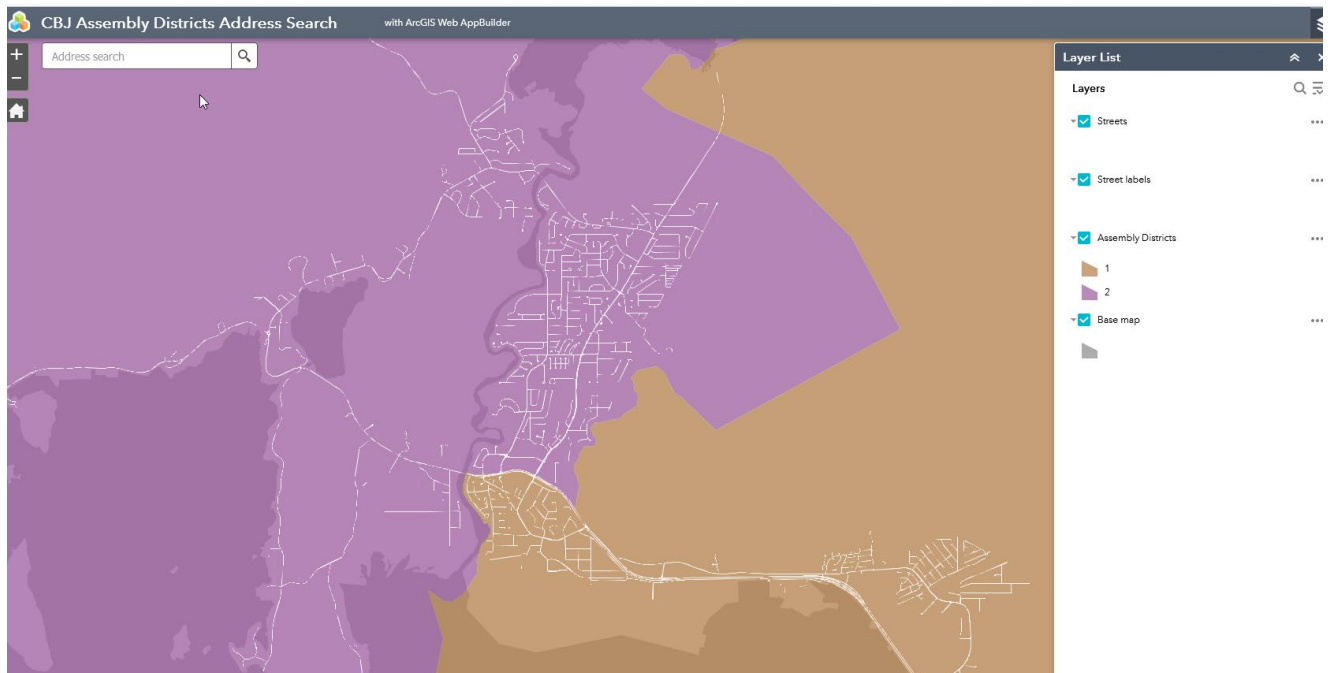 CBJ Assembly Districts Address Search with ArcGIS Web AppBuilder
Address search
Layer List
Layers
Streets
Street labels
Assembly Districts
1
2
Base map